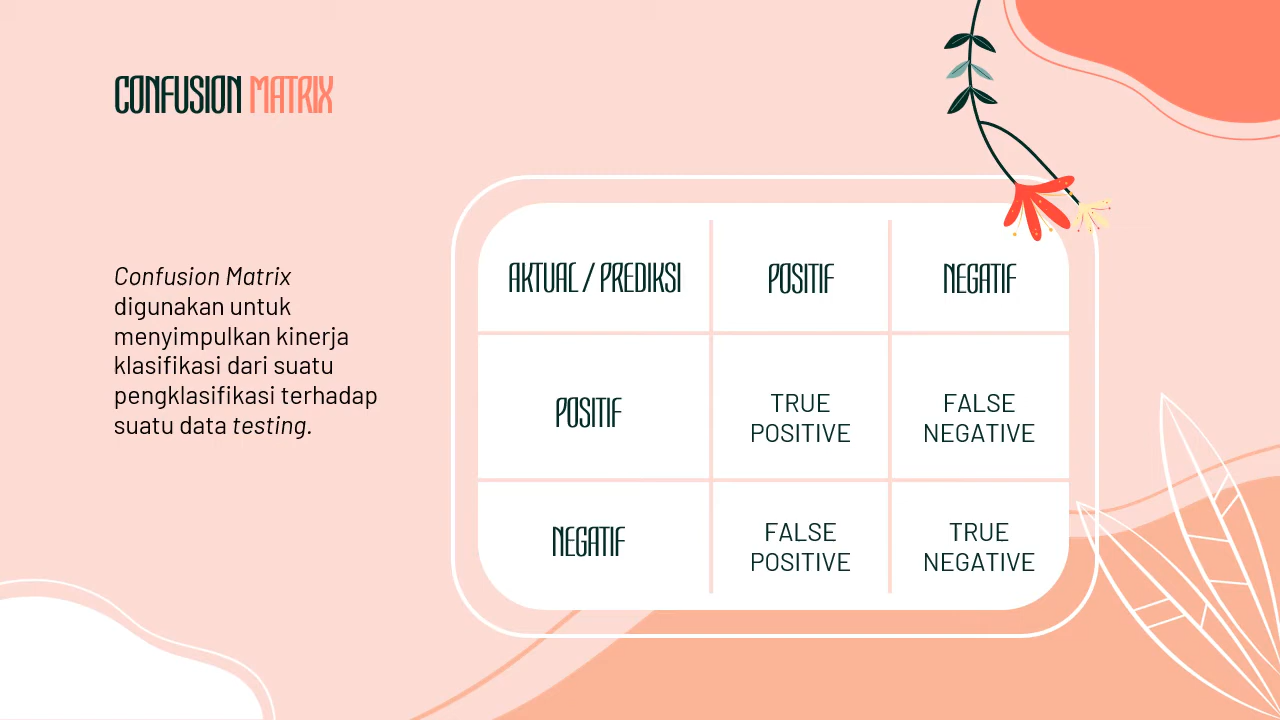 CONFUSION MATRIX
Confusion Matrix
digunakan untuk
menyimpulkan kinerja
klasifikasi dari suatu
pengklasifikasi terhadap
suatu data testing.
AKTUAL / PREDIKSI
POSITIF
NEGATIF
POSITIF
TRUE
POSITIVE
FALSE
NEGATIVE
NEGATIF
FALSE
POSITIVE
TRUE
NEGATIVE